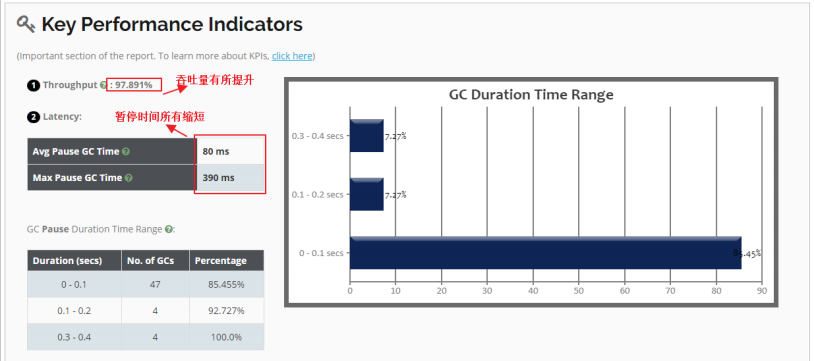 Key Performance Indicators
(Important section of the report. To learn more about KPIs, click here)
1 Throughput ? : 97.891%
吞吐量有所提升
2 Latency:
暂停时间所有缩短
Avg Pause GC Time ? 80 ms
Max Pause GC Time ? 390 ms
GC Pause Duration Time Range ?:
Duration (secs) No. of GCs Percentage
0 - 0.1 47 85.455%
0.1 - 0.2 4 92.727%
0.3 - 0.4 4 100.0%
GC Duration Time Range
0.3 - 0.4 secs 7.27%
0.1 - 0.2 secs 7.27%
0 - 0.1 secs 85.45%
0 10 20 30 40 50 60 70 80 90